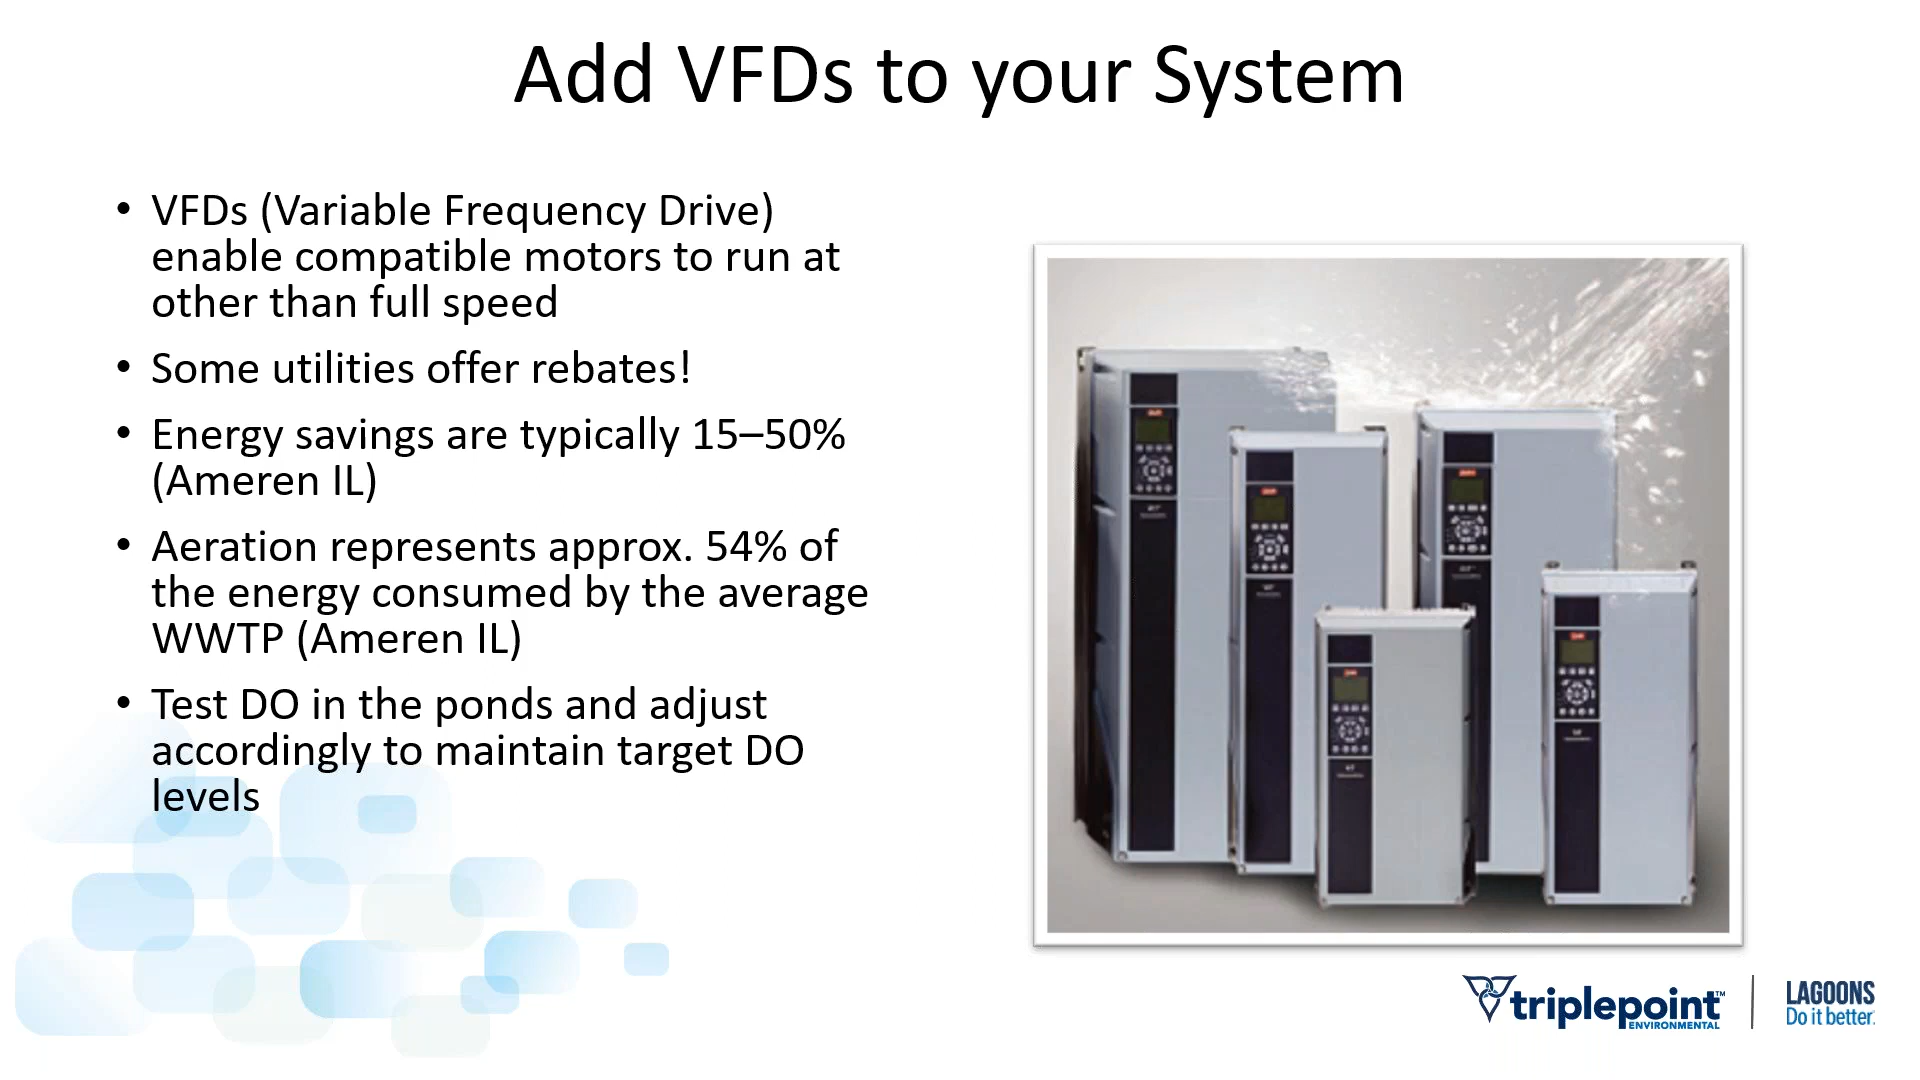 Add VFDs to your System
• VFDs (Variable Frequency Drive)
enable compatible motors to run at
other than full speed
• Some utilities offer rebates!
• Energy savings are typically 15–50%
(Ameren IL)
• Aeration represents approx. 54% of
the energy consumed by the average
WWTP (Ameren IL)
• Test DO in the ponds and adjust
accordingly to maintain target DO
levels
triplepoint™
ENVIRONMENTAL
LAGOONS
Do it better.